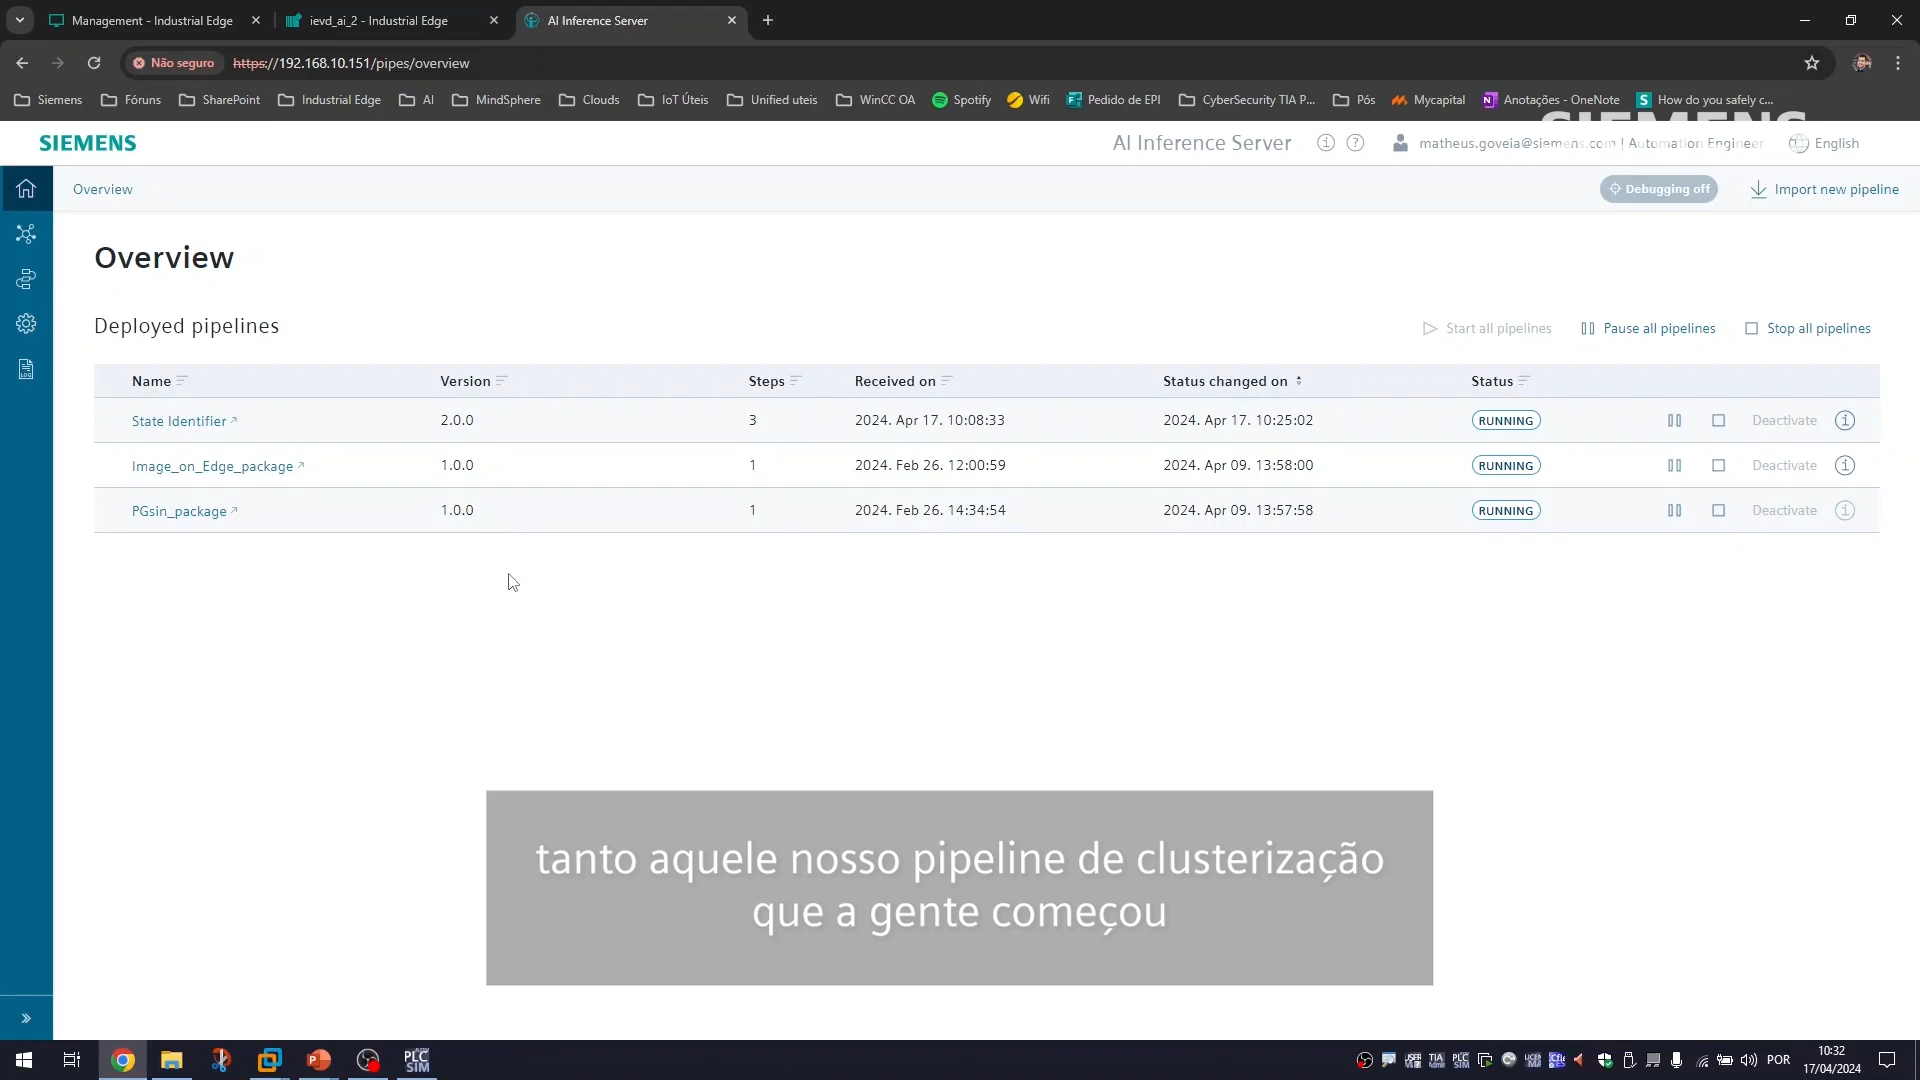 Management - Industrial Edge
ievd_ai_2 - Industrial Edge
AI Inference Server
Não seguro https://192.168.10.151/pipes/overview
Siemens Fóruns SharePoint Industrial Edge AI MindSphere Clouds IoT Úteis Unified uteis WinCC OA Spotify Wifi Pedido de EPI CyberSecurity TIA P... Pós Mycapital Anotações - OneNote How do you safely c...
SIEMENS
SIEMENS
AI Inference Server
matheus.goveia@siemens.com | Automation Engineer
English
Overview
Debugging off
Import new pipeline
Overview
Deployed pipelines
Start all pipelines Pause all pipelines Stop all pipelines
Name Version Steps Received on Status changed on Status
State Identifier 2.0.0 3 2024. Apr 17. 10:08:33 2024. Apr 17. 10:25:02 RUNNING Deactivate
Image_on_Edge_package 1.0.0 1 2024. Feb 26. 12:00:59 2024. Apr 09. 13:58:00 RUNNING Deactivate
PGsin_package 1.0.0 1 2024. Feb 26. 14:34:54 2024. Apr 09. 13:57:58 RUNNING Deactivate
tanto aquele nosso pipeline de clusterização
que a gente começou
PLC
SIM
POR
10:32
17/04/2024